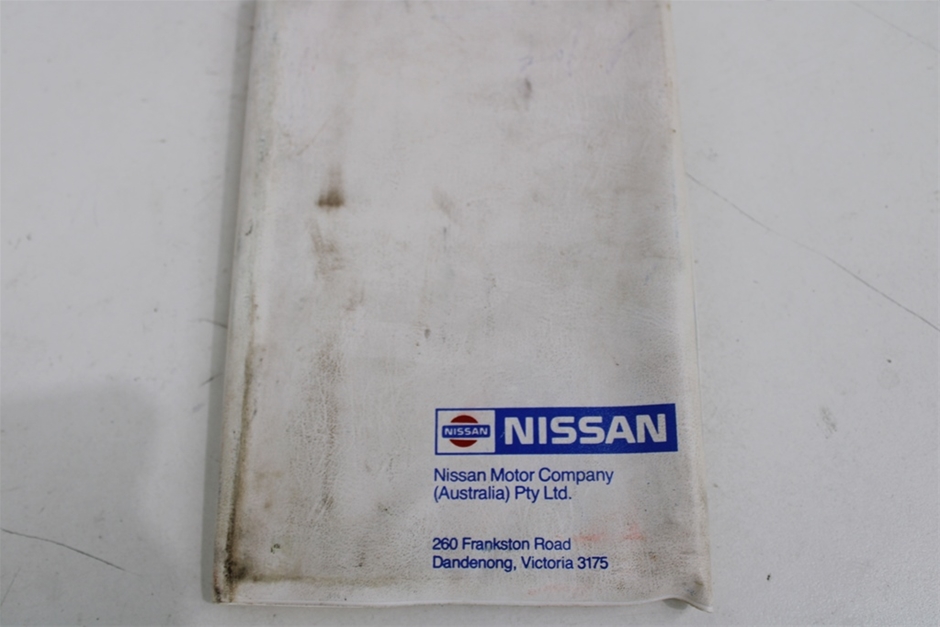 NISSAN NISSAN
Nissan Motor Company
(Australia) Pty Ltd.
260 Frankston Road
Dandenong, Victoria 3175